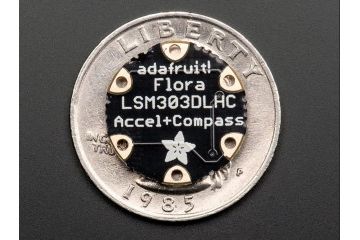 LIBERTY
adafruit!
Flora
LSM303DLHC
Accel+Compass
1985
P